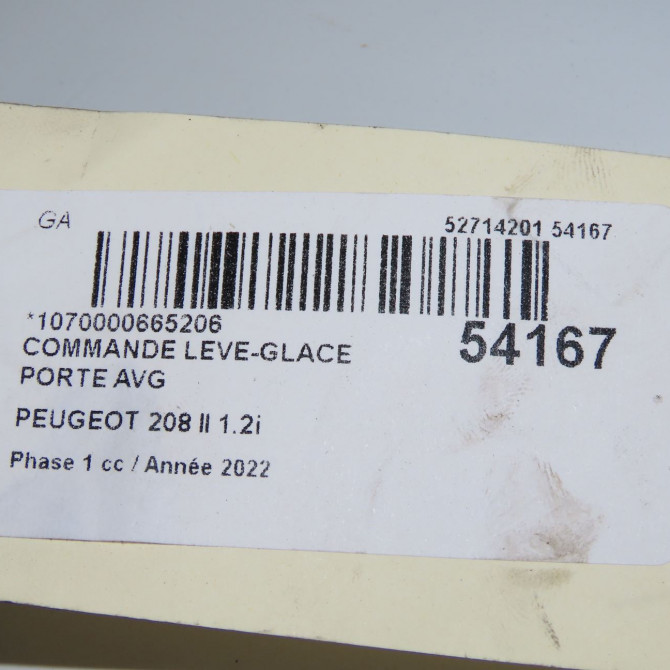 GA
52714201 54167
*1070000665206
54167
COMMANDE LEVE-GLACE
PORTE AVG
PEUGEOT 208 II 1.2i
Phase 1 cc / Année 2022